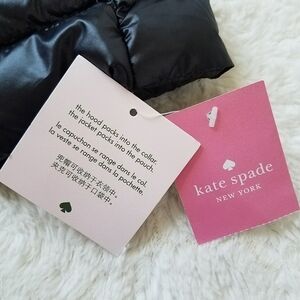 the hood packs into the collar.
the jacket packs into the pouch.
le capuchon se range dans le col.
la veste se range dans la pochette.
兜帽可收纳于衣领中。
夹克可收纳于口袋中。
kate spade
NEW YORK